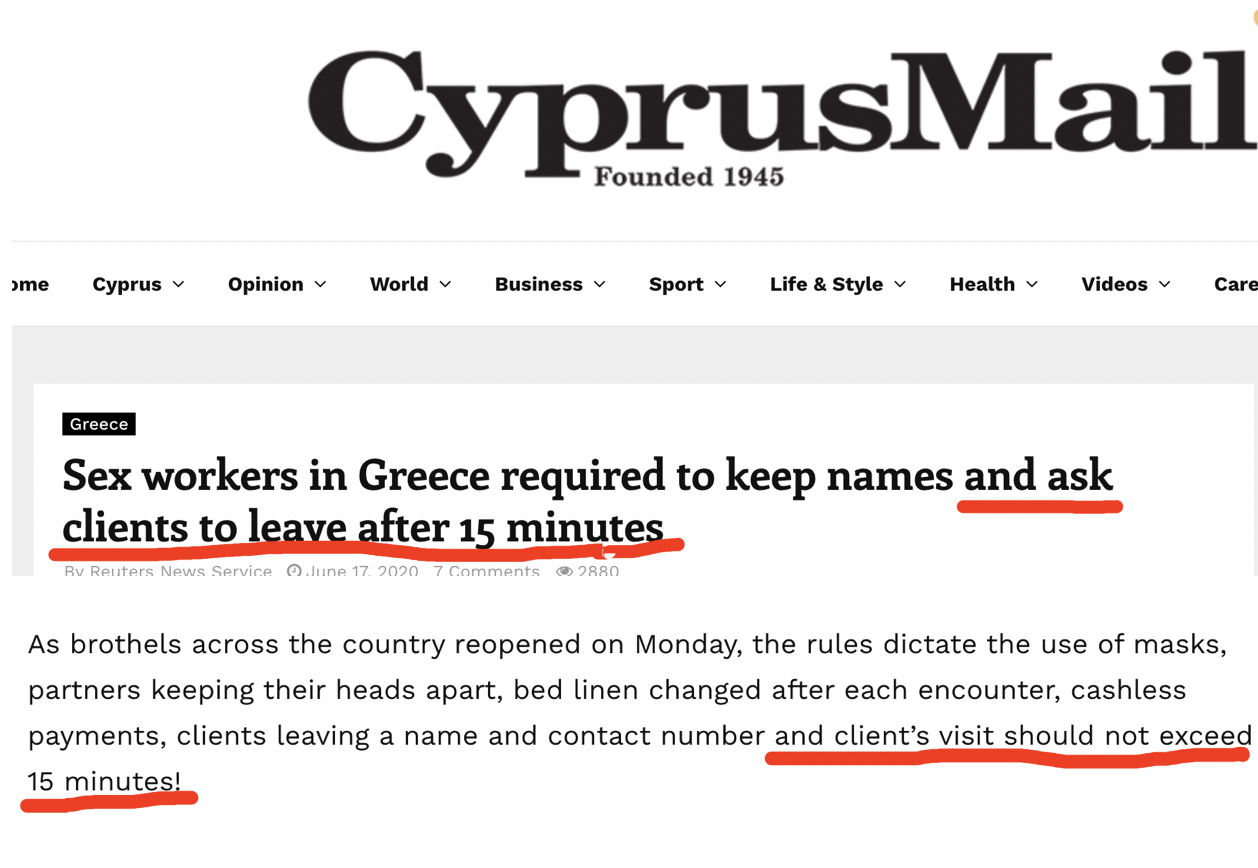 CyprusMail
Founded 1945
ome Cyprus Opinion World Business Sport Life & Style Health Videos Care
Greece
Sex workers in Greece required to keep names and ask
clients to leave after 15 minutes
By Reuters News Service June 17, 2020 7 Comments 2880
As brothels across the country reopened on Monday, the rules dictate the use of masks,
partners keeping their heads apart, bed linen changed after each encounter, cashless
payments, clients leaving a name and contact number and client’s visit should not exceed
15 minutes!